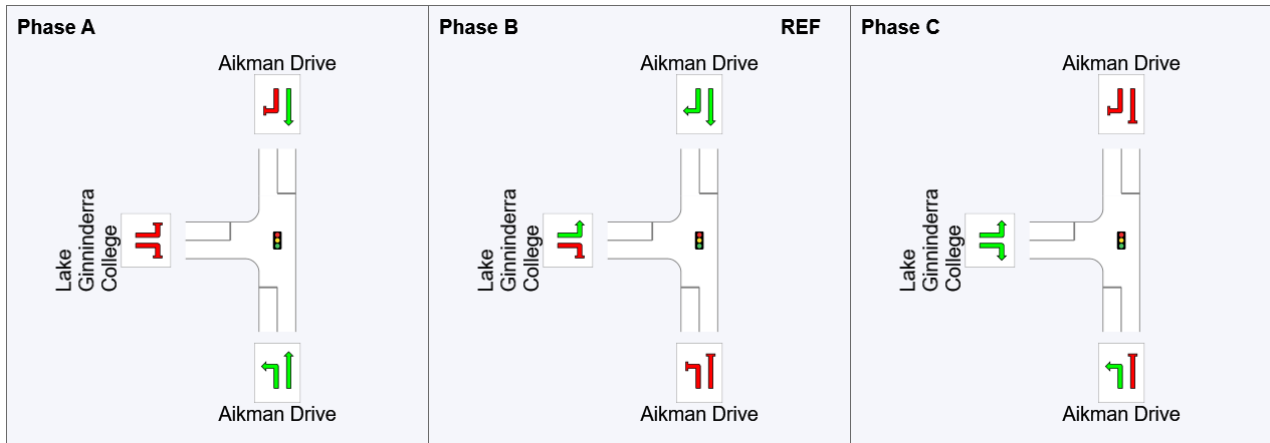 Phase A
Aikman Drive
Lake
Ginninderra
College
Aikman Drive
Phase B
REF
Aikman Drive
Lake
Ginninderra
College
Aikman Drive
Phase C
Aikman Drive
Lake
Ginninderra
College
Aikman Drive